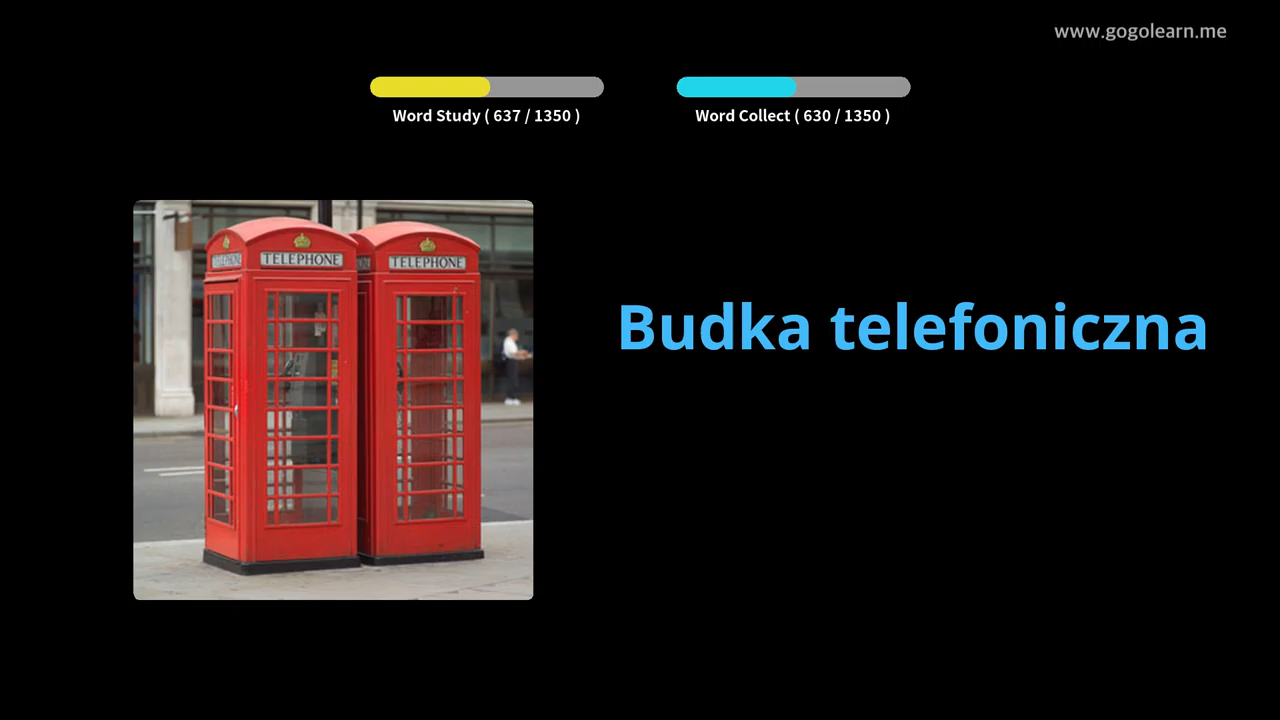 www.gogolearn.me
Word Study ( 637 / 1350 )
Word Collect ( 630 / 1350 )
TELEPHONE
TELEPHONE
Budka telefoniczna